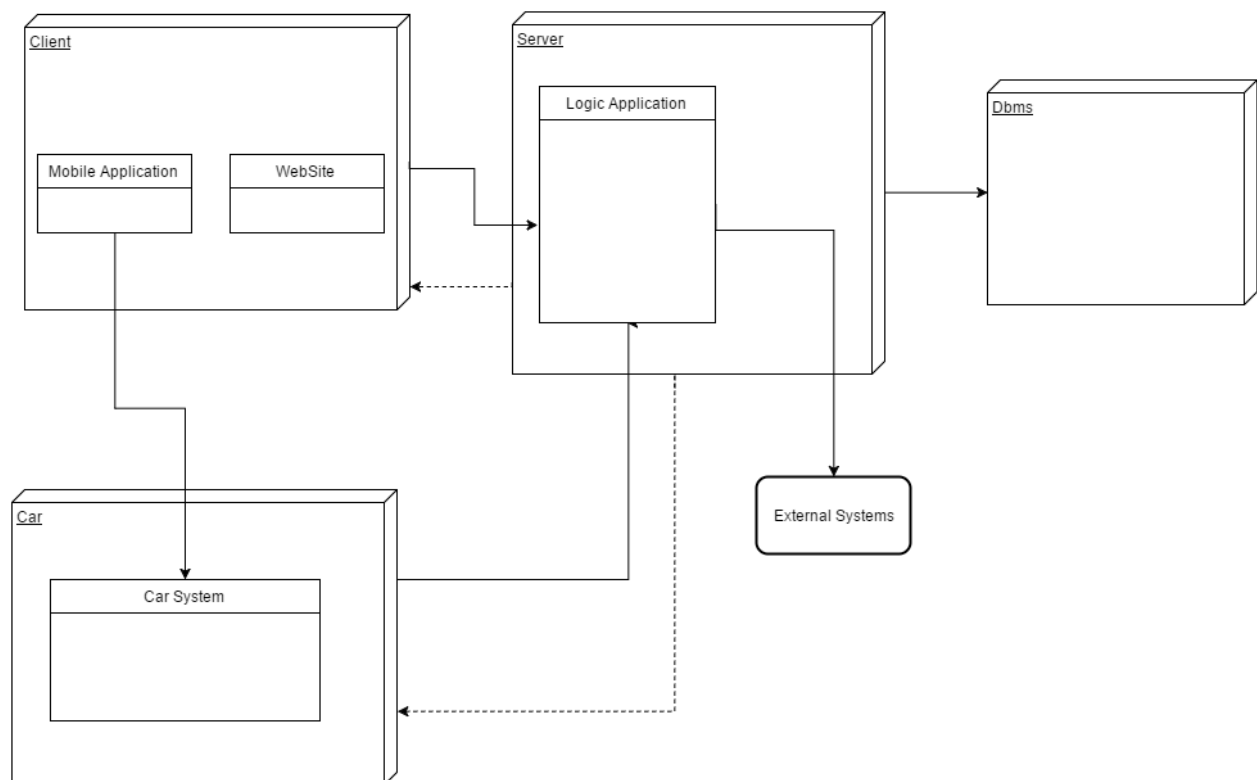 Client
Server
Logic Application
Dbms
Mobile Application
WebSite
External Systems
Car
Car System